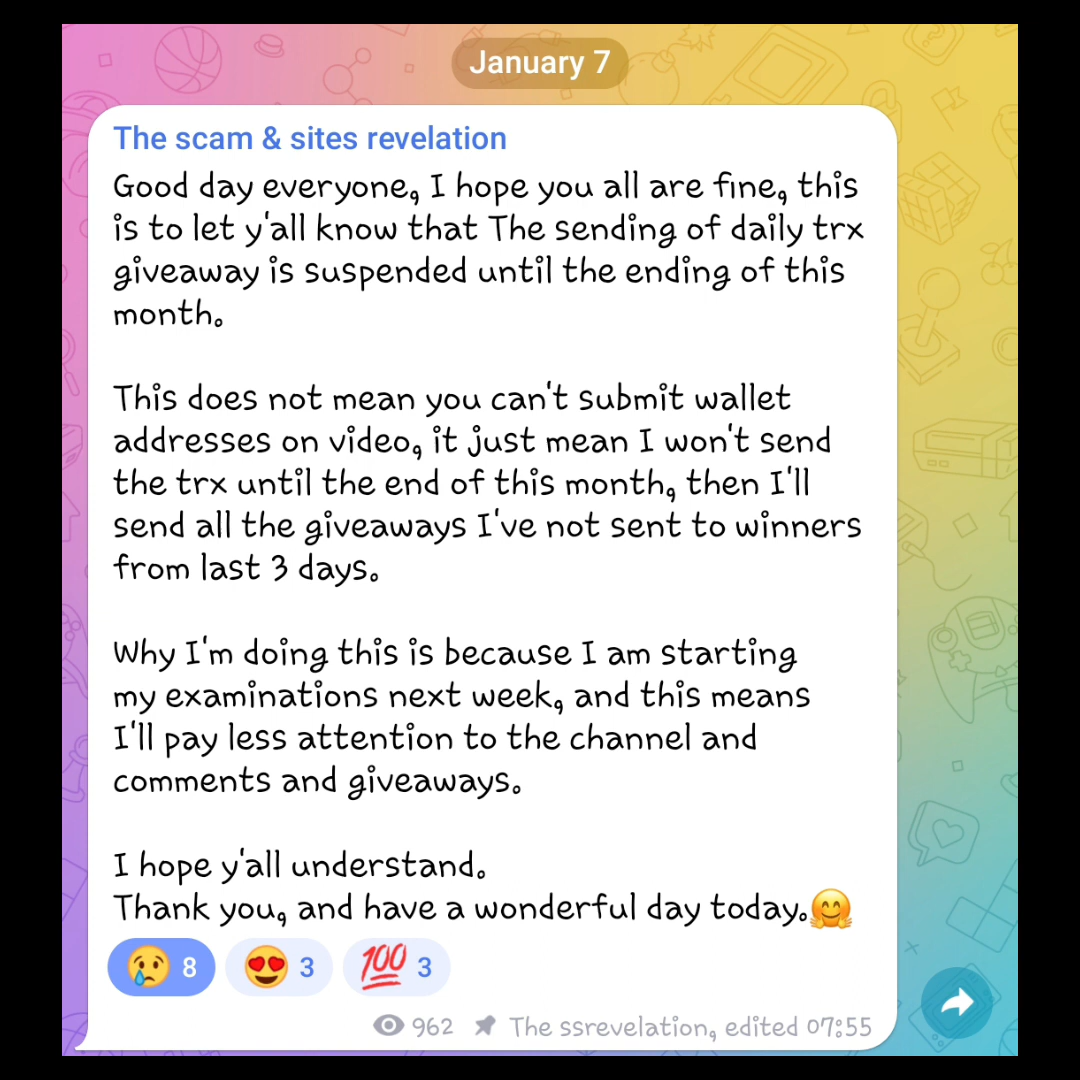 January 7
The scam & sites revelation
Good day everyone, I hope you all are fine, this
is to let y'all know that The sending of daily trx
giveaway is suspended until the ending of this
month.
This does not mean you can't submit wallet
addresses on video, it just mean I won't send
the trx until the end of this month, then I'll
send all the giveaways I've not sent to winners
from last 3 days.
Why I'm doing this is because I am starting
my examinations next week, and this means
I'll pay less attention to the channel and
comments and giveaways.
I hope y'all understand.
Thank you, and have a wonderful day today.🤗
😢 8 😍 3 💯 3
962 The ssrevelation, edited 07:55